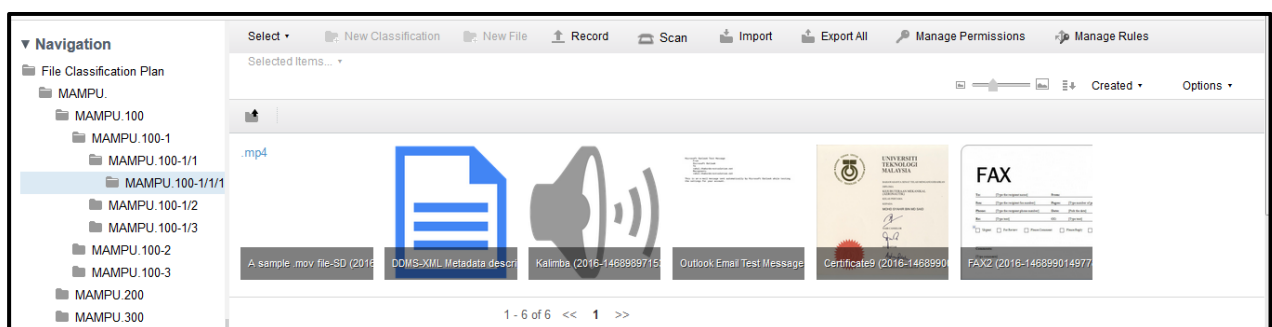 ▼ Navigation
File Classification Plan
MAMPU.
MAMPU.100
MAMPU.100-1
MAMPU.100-1/1
MAMPU.100-1/1/1
MAMPU.100-1/2
MAMPU.100-1/3
MAMPU.100-2
MAMPU.100-3
MAMPU.200
MAMPU.300
Select New Classification New File Record Scan Import Export All Manage Permissions Manage Rules
Selected Items...
Created Options
.mp4
UNIVERSITI
TEKNOLOGI
MALAYSIA
FAX
A sample .mov file-SD (2016
DDMS-XML Metadata descri
Kalimba (2016-14689897153
Outlook Email Test Message
Certificate9 (2016-14689900
FAX2 (2016-146899014977
1 - 6 of 6 << 1 >>